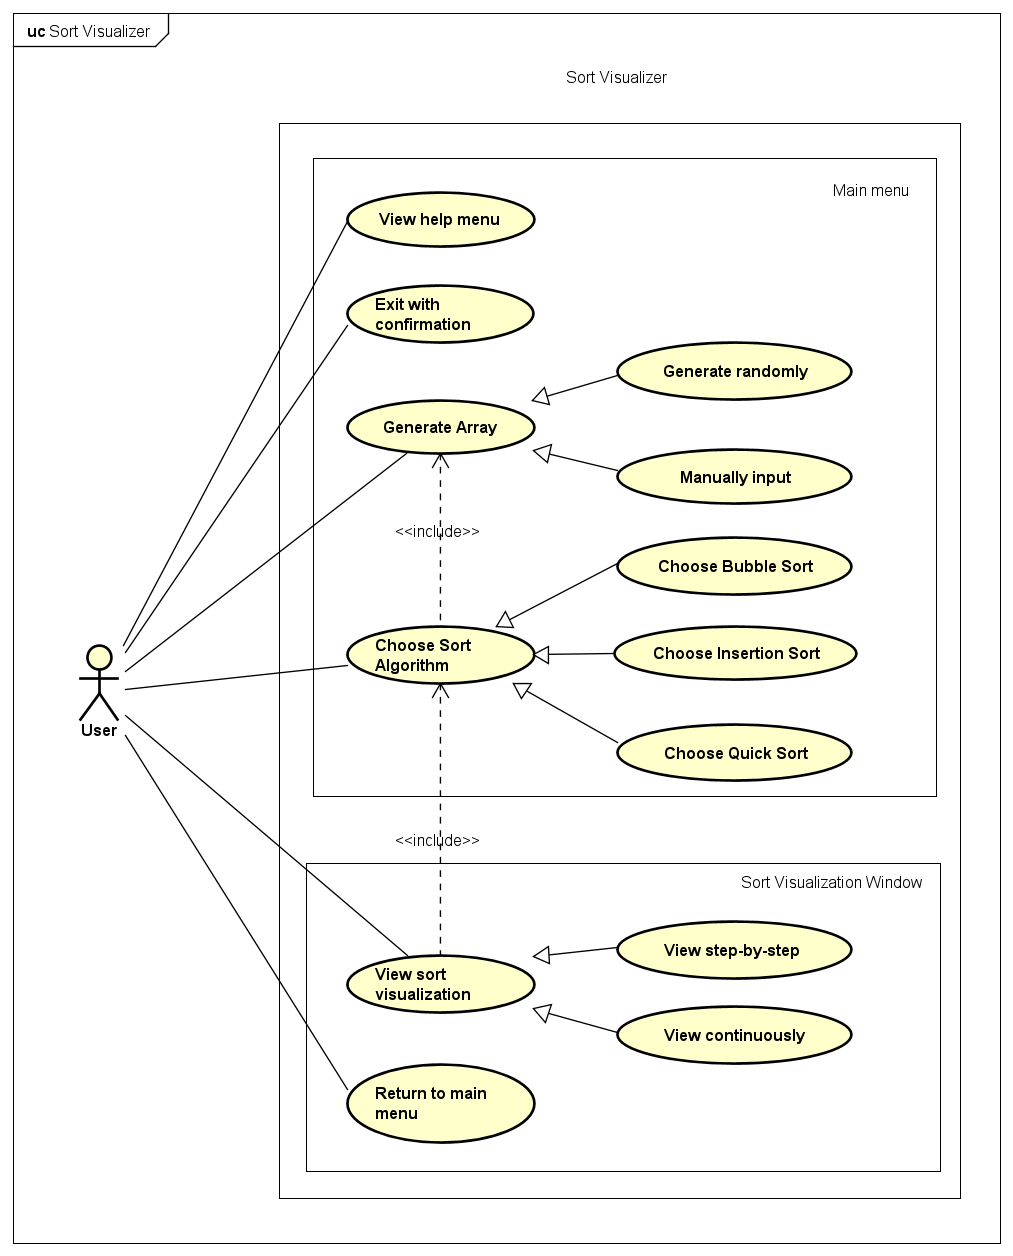 uc Sort Visualizer
Sort Visualizer
Main menu
View help menu
Exit with
confirmation
Generate randomly
Generate Array
Manually input
<<include>>
Choose Bubble Sort
Choose Sort
Algorithm
Choose Insertion Sort
User
Choose Quick Sort
<<include>>
Sort Visualization Window
View step-by-step
View sort
visualization
View continuously
Return to main
menu